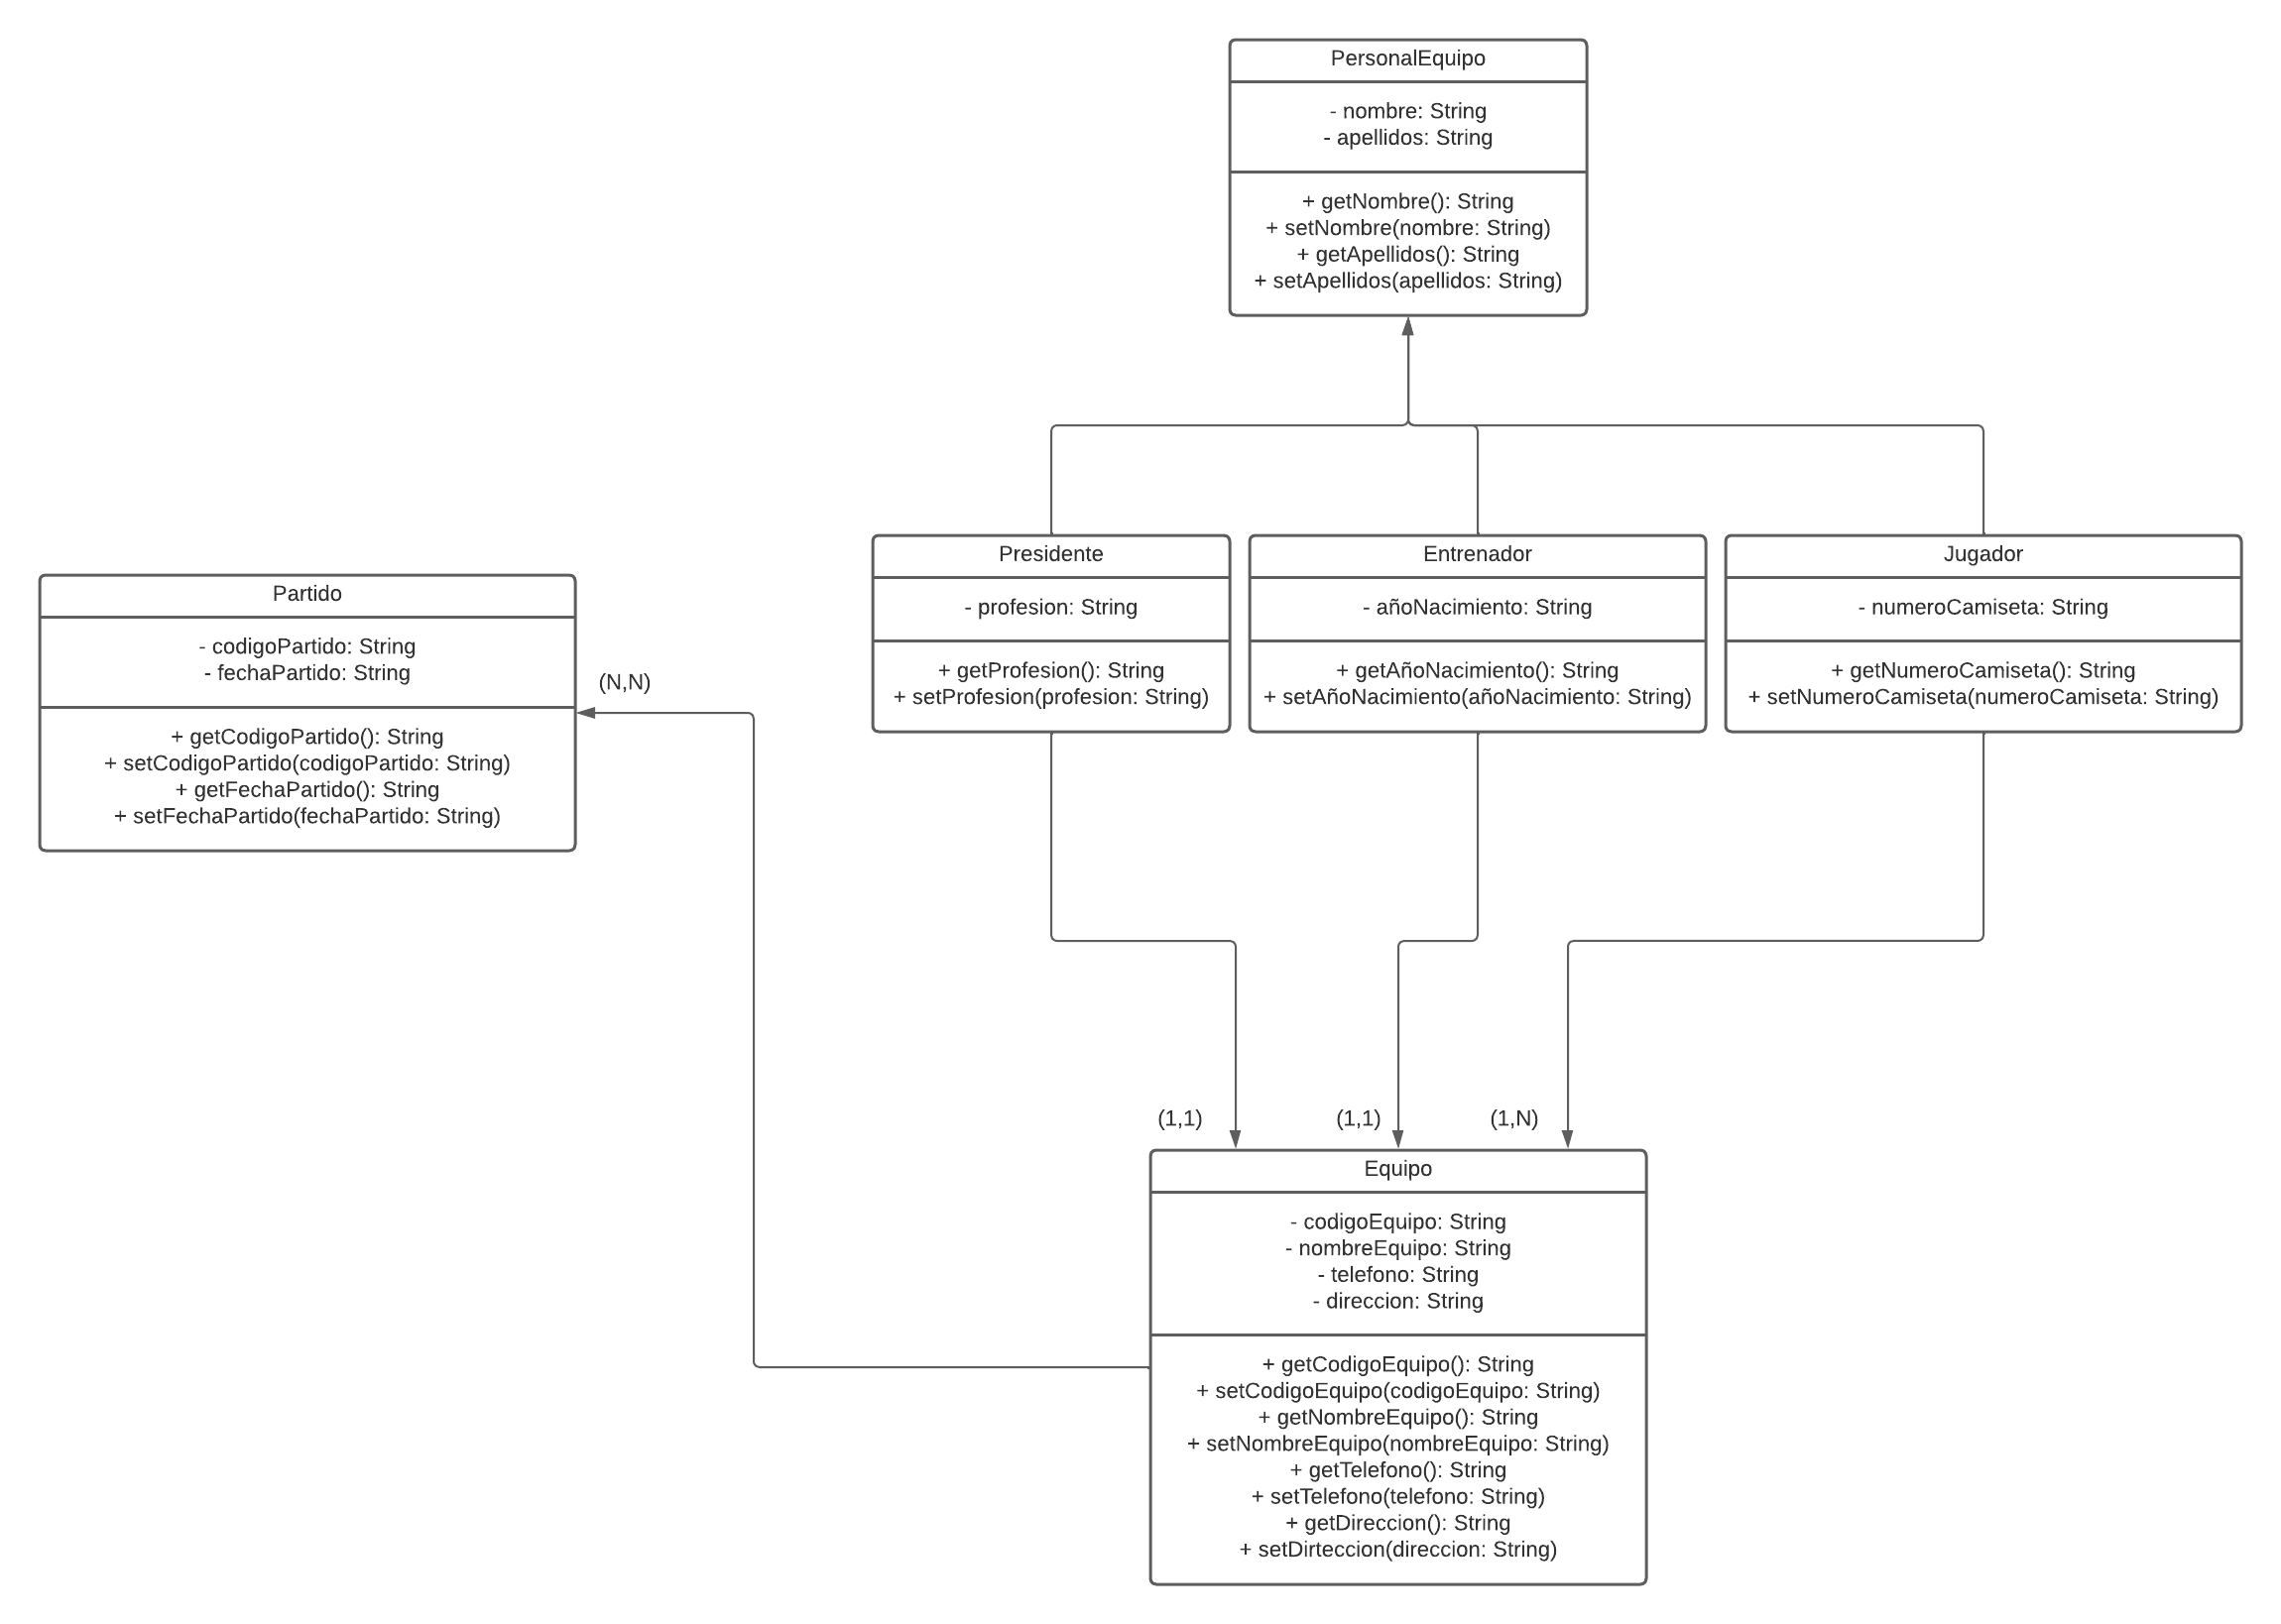 PersonalEquipo
- nombre: String
- apellidos: String
+ getNombre(): String
+ setNombre(nombre: String)
+ getApellidos(): String
+ setApellidos(apellidos: String)
Presidente
- profesion: String
+ getProfesion(): String
+ setProfesion(profesion: String)
Entrenador
- añoNacimiento: String
+ getAñoNacimiento(): String
+ setAñoNacimiento(añoNacimiento: String)
Jugador
- numeroCamiseta: String
+ getNumeroCamiseta(): String
+ setNumeroCamiseta(numeroCamiseta: String)
Partido
- codigoPartido: String
- fechaPartido: String
+ getCodigoPartido(): String
+ setCodigoPartido(codigoPartido: String)
+ getFechaPartido(): String
+ setFechaPartido(fechaPartido: String)
(N,N)
(1,1)
(1,1)
(1,N)
Equipo
- codigoEquipo: String
- nombreEquipo: String
- telefono: String
- direccion: String
+ getCodigoEquipo(): String
+ setCodigoEquipo(codigoEquipo: String)
+ getNombreEquipo(): String
+ setNombreEquipo(nombreEquipo: String)
+ getTelefono(): String
+ setTelefono(telefono: String)
+ getDireccion(): String
+ setDirteccion(direccion: String)